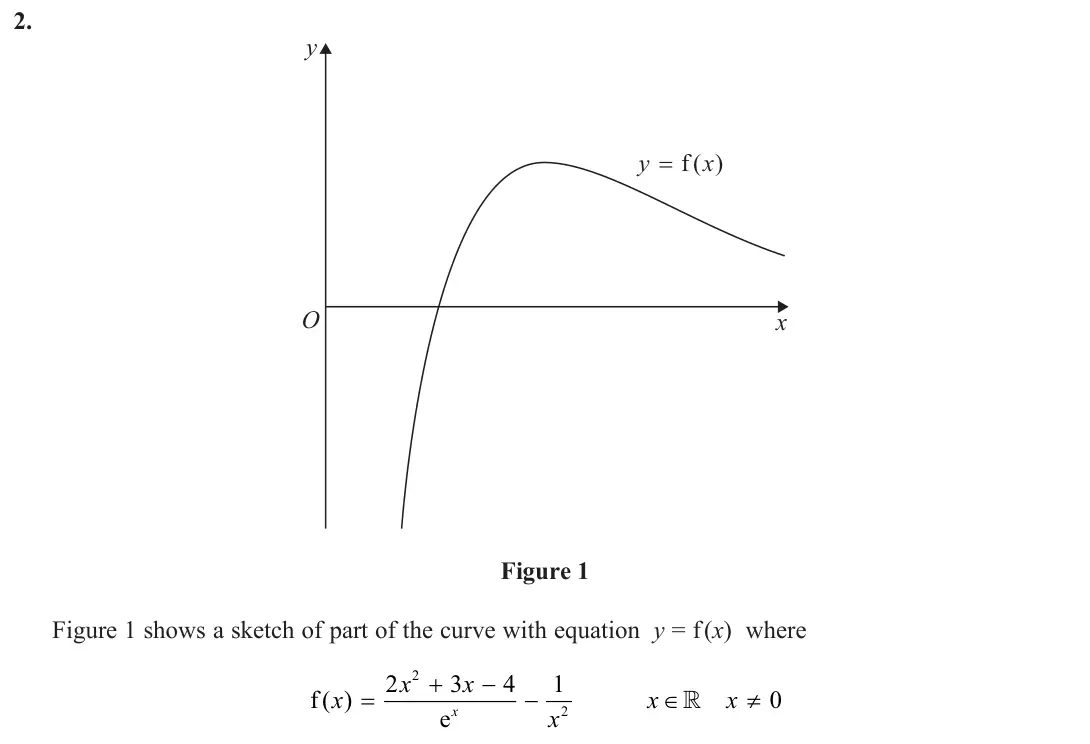 2.
y
y = f(x)
O
x
Figure 1
Figure 1 shows a sketch of part of the curve with equation y = f(x) where
f(x) = (2x² + 3x − 4)/eˣ − 1/x²    x ∈ ℝ  x ≠ 0